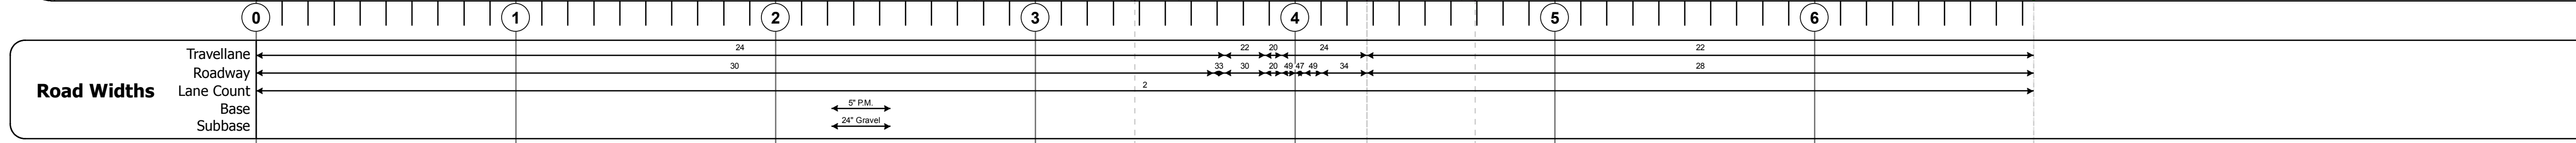 0 1 2 3 4 5 6
Road Widths
Travellane 24 22 20 24 22
Roadway 30 33 30 20 49 47 49 34 28
Lane Count 2
Base 5" P.M.
Subbase 24" Gravel